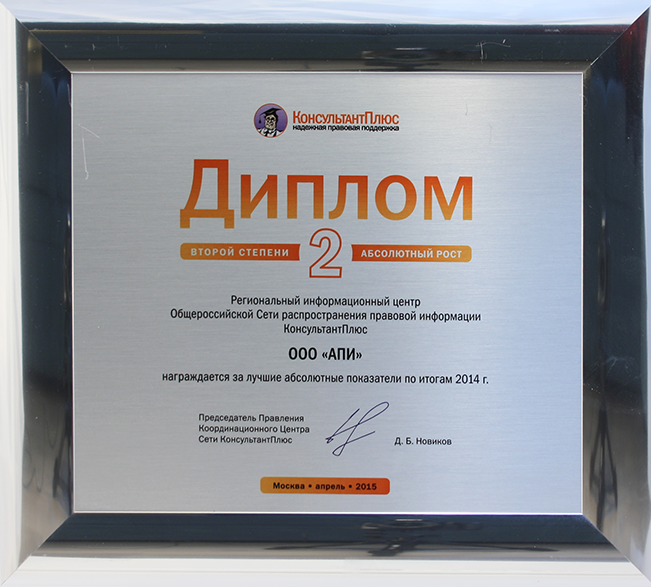 КонсультантПлюс
надежная правовая поддержка
Диплом
ВТОРОЙ СТЕПЕНИ 2 АБСОЛЮТНЫЙ РОСТ
Региональный информационный центр
Общероссийской Сети распространения правовой информации
КонсультантПлюс
ООО «АПИ»
награждается за лучшие абсолютные показатели по итогам 2014 г.
Председатель Правления
Координационного Центра
Сети КонсультантПлюс
Д. Б. Новиков
Москва • апрель • 2015